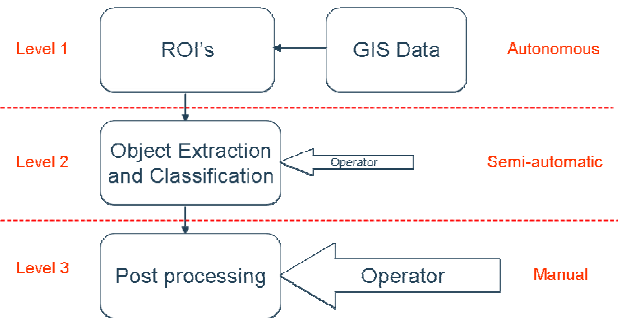 Level 1
ROI's
GIS Data
Autonomous
Level 2
Object Extraction
and Classification
Operator
Semi-automatic
Level 3
Post processing
Operator
Manual